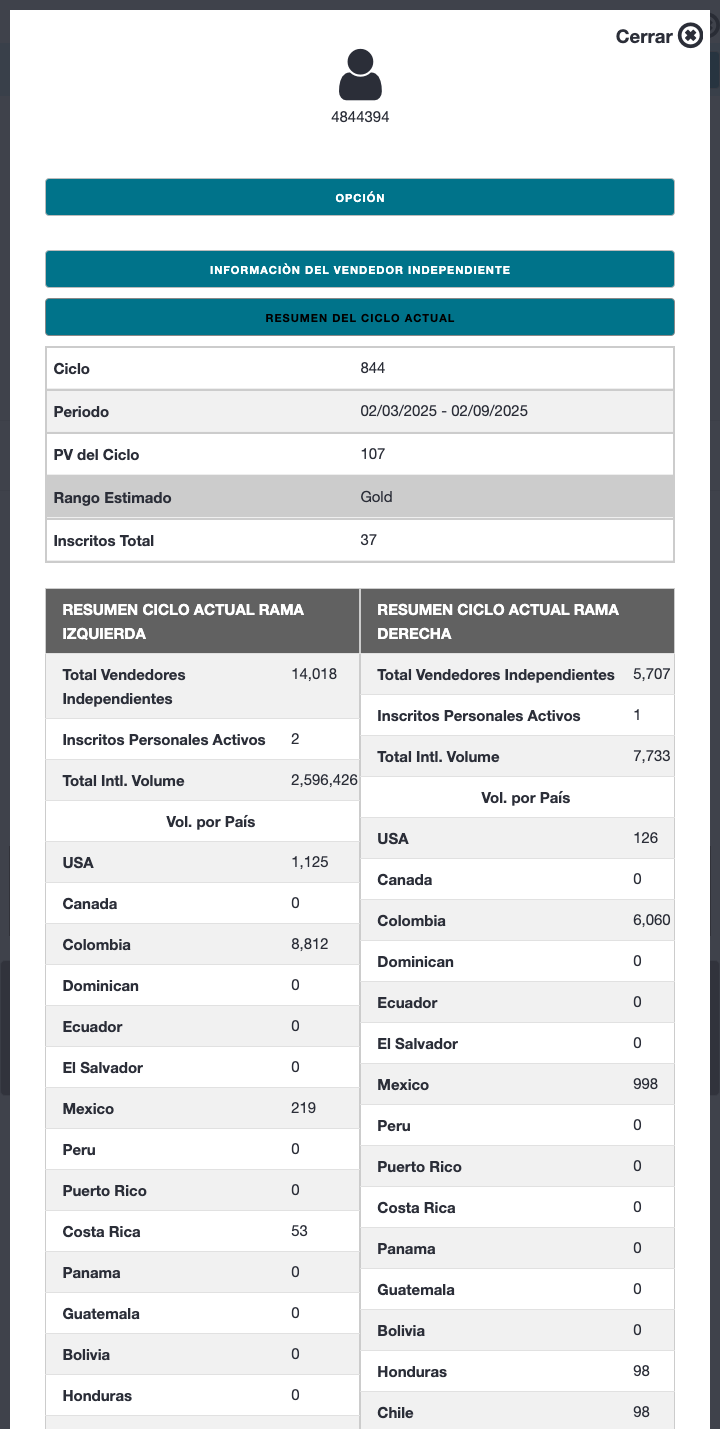 Cerrar
4844394
OPCIÓN
INFORMACIÒN DEL VENDEDOR INDEPENDIENTE
RESUMEN DEL CICLO ACTUAL
Ciclo 844
Periodo 02/03/2025 - 02/09/2025
PV del Ciclo 107
Rango Estimado Gold
Inscritos Total 37
RESUMEN CICLO ACTUAL RAMA
IZQUIERDA
Total Vendedores 14,018
Independientes
Inscritos Personales Activos 2
Total Intl. Volume 2,596,426
Vol. por País
USA 1,125
Canada 0
Colombia 8,812
Dominican 0
Ecuador 0
El Salvador 0
Mexico 219
Peru 0
Puerto Rico 0
Costa Rica 53
Panama 0
Guatemala 0
Bolivia 0
Honduras 0
RESUMEN CICLO ACTUAL RAMA
DERECHA
Total Vendedores Independientes 5,707
Inscritos Personales Activos 1
Total Intl. Volume 7,733
Vol. por País
USA 126
Canada 0
Colombia 6,060
Dominican 0
Ecuador 0
El Salvador 0
Mexico 998
Peru 0
Puerto Rico 0
Costa Rica 0
Panama 0
Guatemala 0
Bolivia 0
Honduras 98
Chile 98